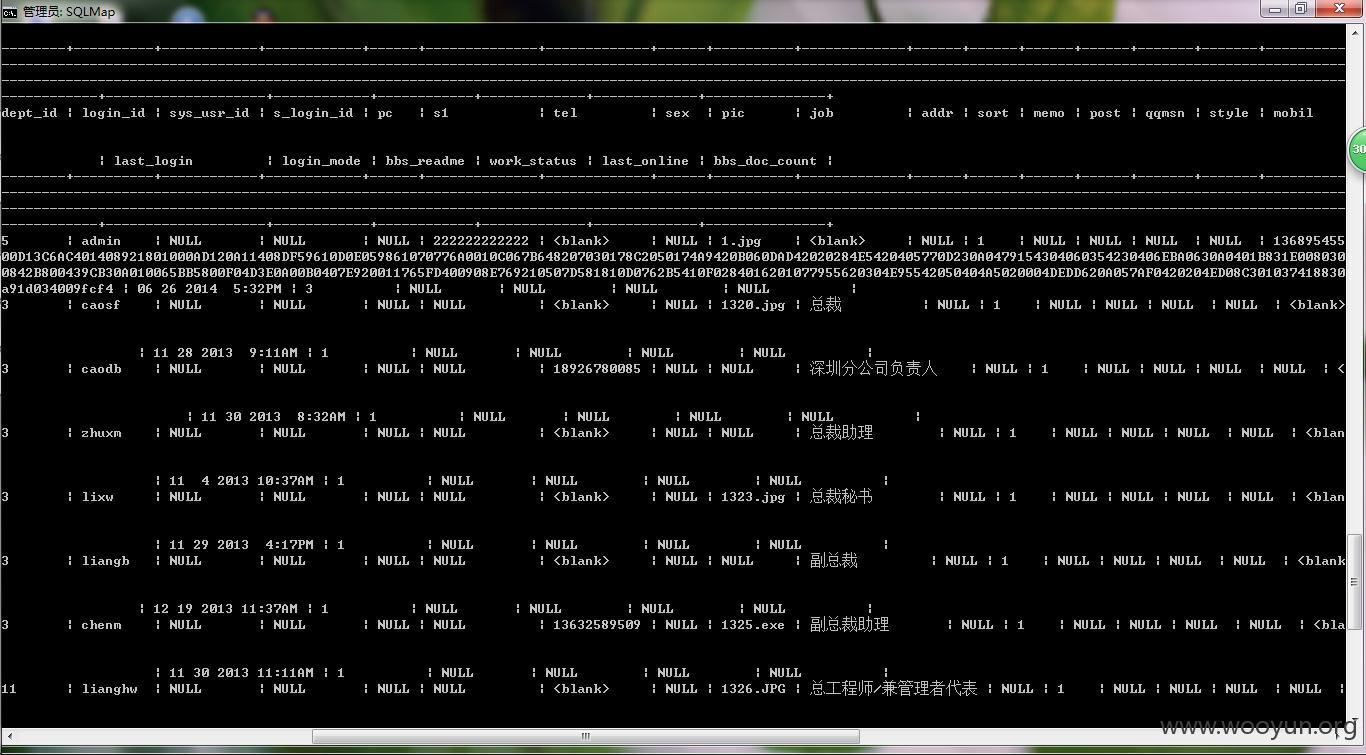 管理员: SQLMap
dept_id | login_id | sys_usr_id | s_login_id | pc | s1 | tel | sex | pic | job | addr | sort | memo | post | qqmsn | style | mobil
| last_login | login_mode | bbs_readme | work_status | last_online | bbs_doc_count |
5 | admin | NULL | NULL | NULL | 222222222222 | <blank> | NULL | 1.jpg | <blank> | NULL | 1 | NULL | NULL | NULL | NULL | 136895455
a91d034009fcf4 | 06 26 2014 5:32PM | 3 | NULL | NULL | NULL | NULL |
3 | caosf | NULL | NULL | NULL | NULL | <blank> | NULL | 1320.jpg | 总裁 | NULL | 1 | NULL | NULL | NULL | NULL | <blank>
| 11 28 2013 9:11AM | 1 | NULL | NULL | NULL | NULL |
3 | caodb | NULL | NULL | NULL | NULL | 18926780085 | NULL | NULL | 深圳分公司负责人 | NULL | 1 | NULL | NULL | NULL | NULL | <
| 11 30 2013 8:32AM | 1 | NULL | NULL | NULL | NULL |
3 | zhuxm | NULL | NULL | NULL | NULL | <blank> | NULL | NULL | 总裁助理 | NULL | 1 | NULL | NULL | NULL | NULL | <blan
| 11 4 2013 10:37AM | 1 | NULL | NULL | NULL | NULL |
3 | lixw | NULL | NULL | NULL | NULL | <blank> | NULL | 1323.jpg | 总裁秘书 | NULL | 1 | NULL | NULL | NULL | NULL | <blan
| 11 29 2013 4:17PM | 1 | NULL | NULL | NULL | NULL |
3 | liangb | NULL | NULL | NULL | NULL | <blank> | NULL | NULL | 副总裁 | NULL | 1 | NULL | NULL | NULL | NULL | <blank
| 12 19 2013 11:37AM | 1 | NULL | NULL | NULL | NULL |
3 | chenm | NULL | NULL | NULL | NULL | 13632589509 | NULL | 1325.exe | 副总裁助理 | NULL | 1 | NULL | NULL | NULL | NULL | <bla
| 11 30 2013 11:11AM | 1 | NULL | NULL | NULL | NULL |
11 | lianghw | NULL | NULL | NULL | NULL | <blank> | NULL | 1326.JPG | 总工程师/兼管理者代表 | NULL | 1 | NULL | NULL | NULL | NULL |
30
www.wooyun.org